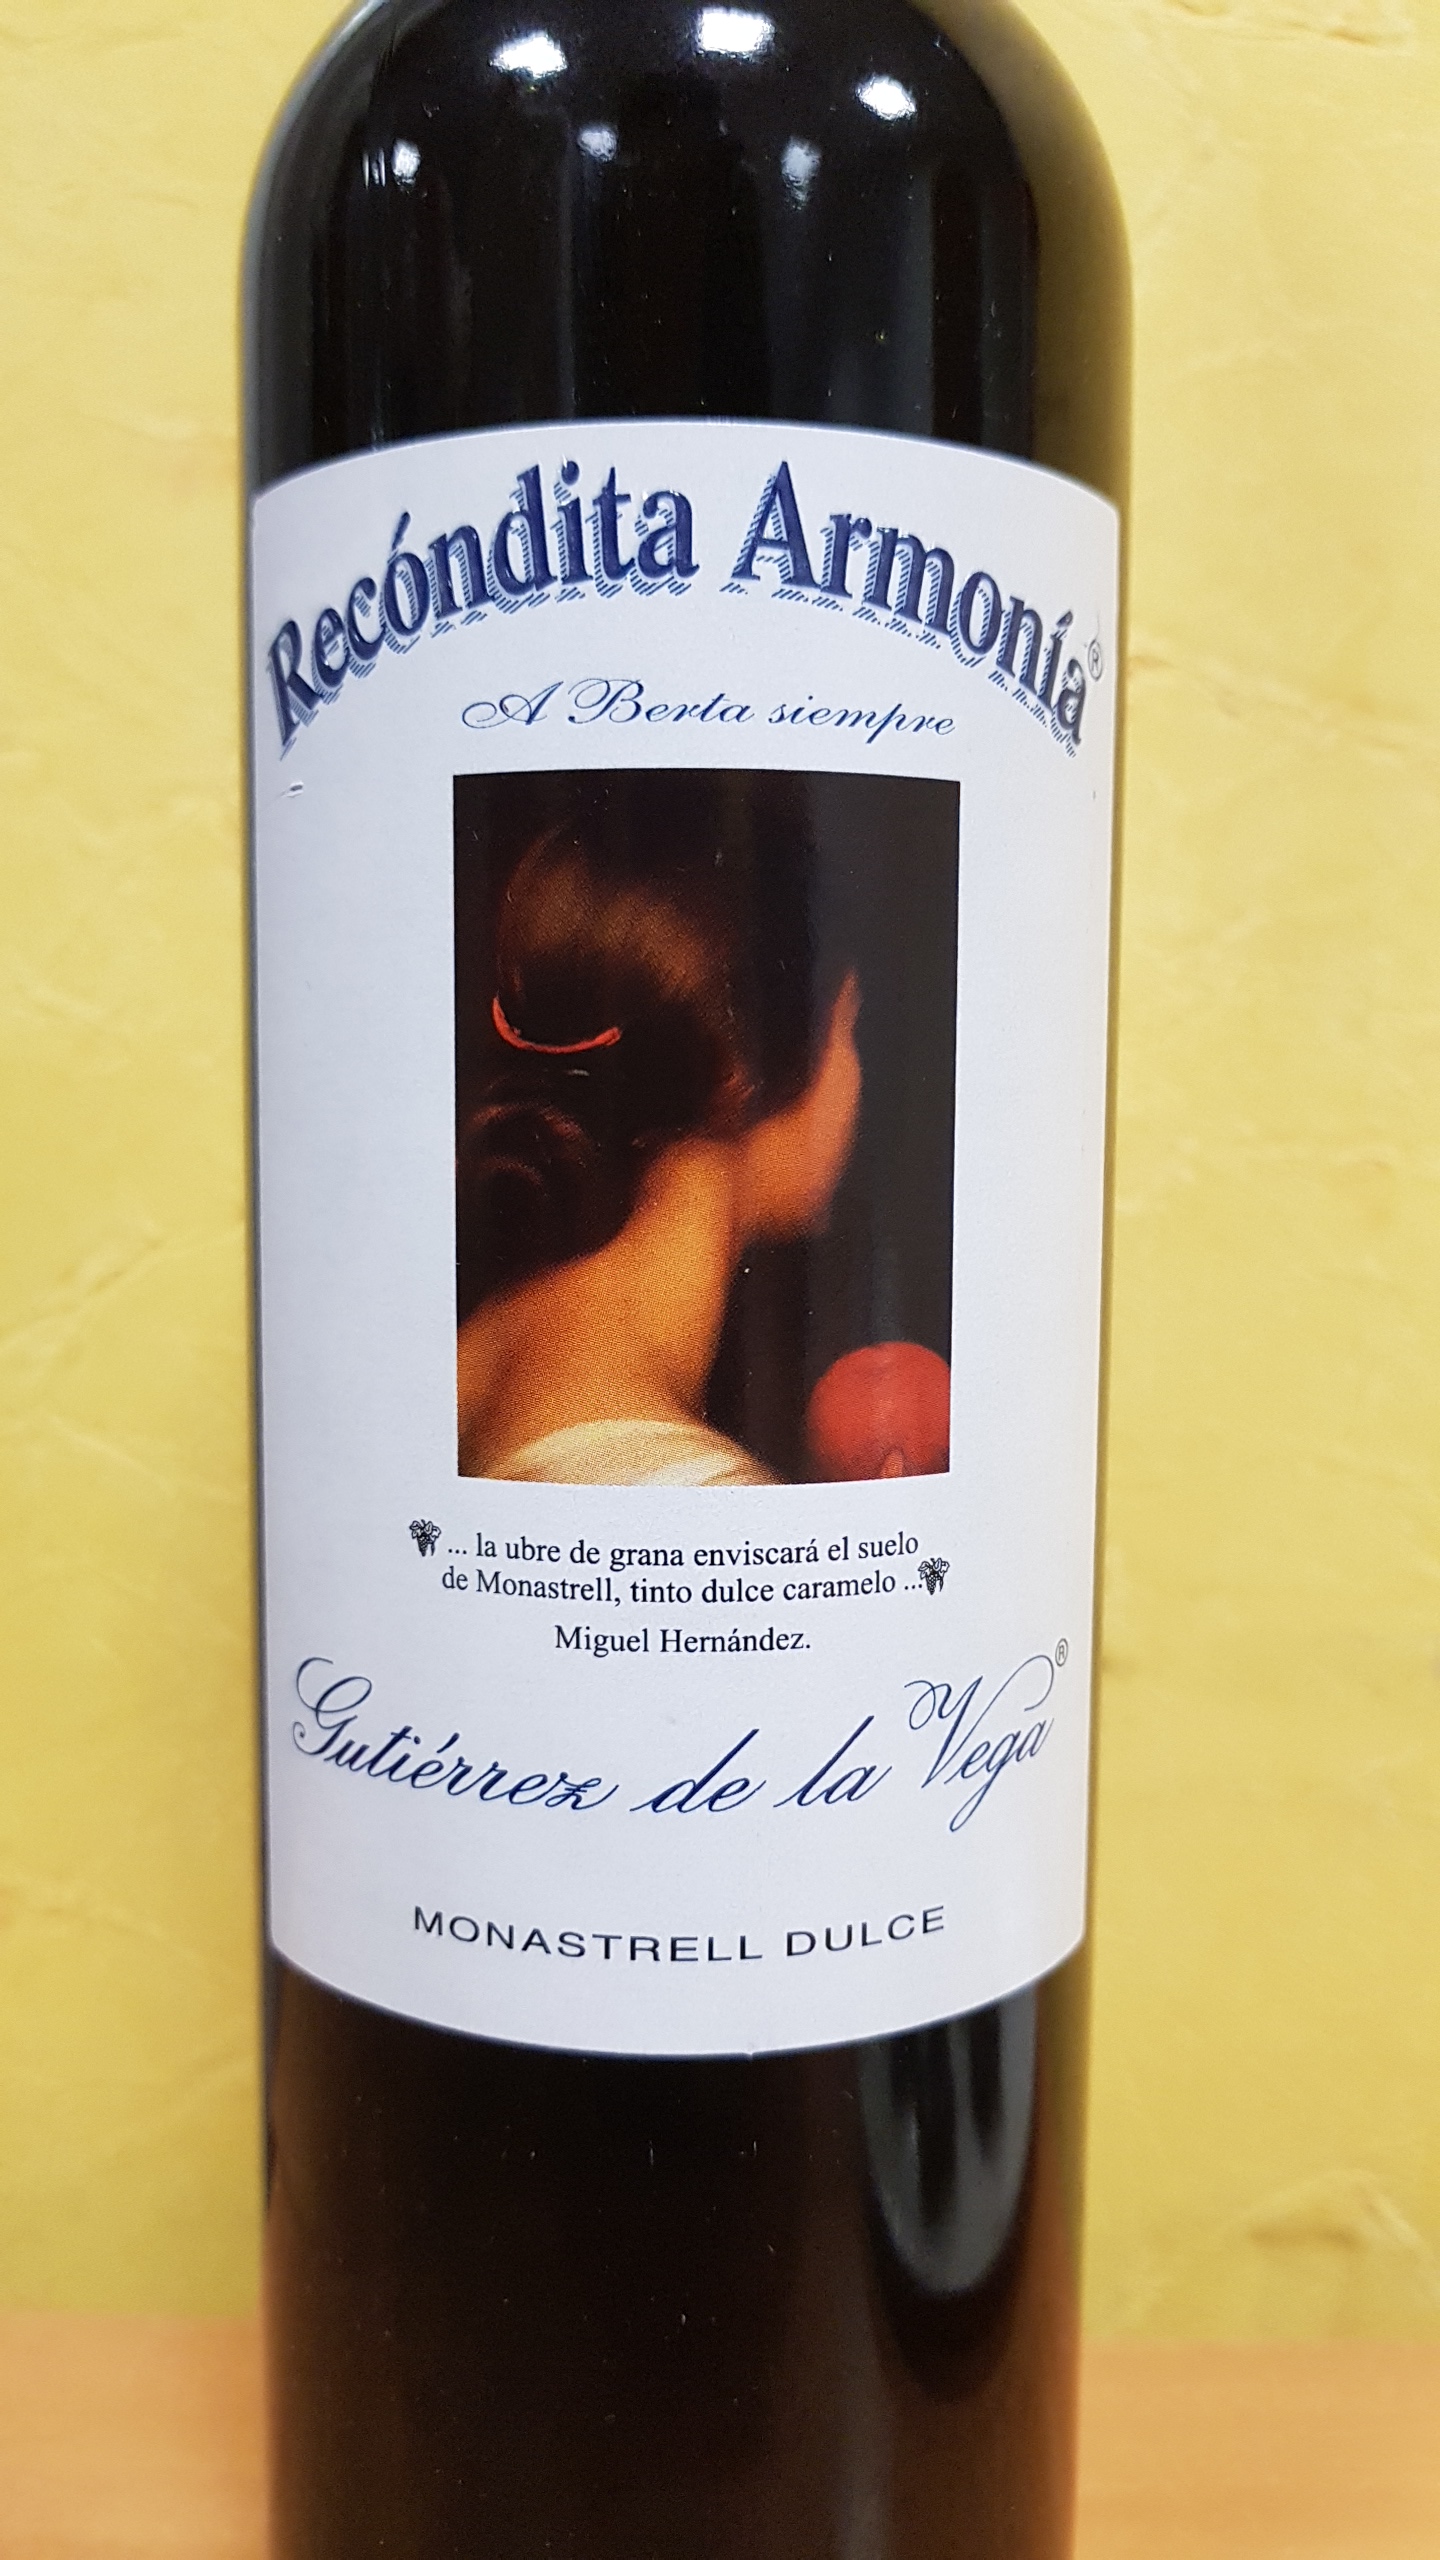 Recóndita Armonía®
A Berta siempre
... la ubre de grana enviscará el suelo
de Monastrell, tinto dulce caramelo ...
Miguel Hernández.
Gutiérrez de la Vega®
MONASTRELL DULCE